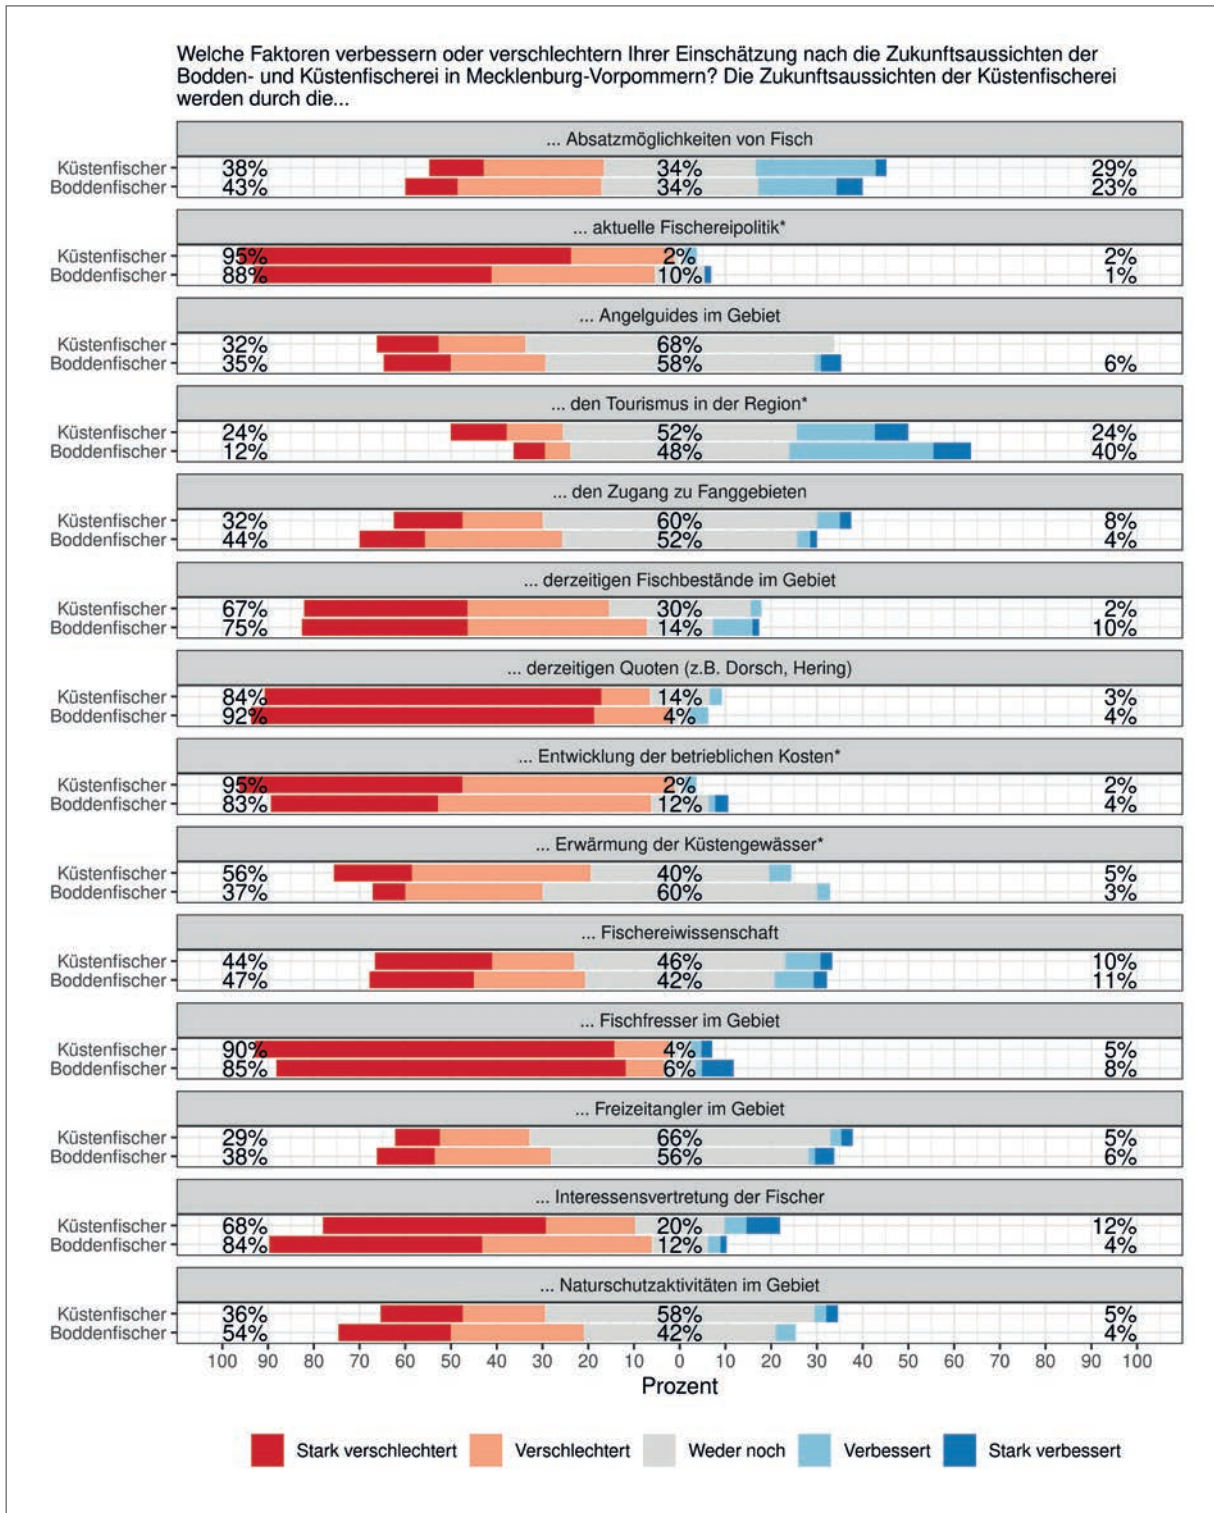 Welche Faktoren verbessern oder verschlechtern Ihrer Einschätzung nach die Zukunftsaussichten der
Bodden- und Küstenfischerei in Mecklenburg-Vorpommern? Die Zukunftsaussichten der Küstenfischerei
werden durch die...
... Absatzmöglichkeiten von Fisch
Küstenfischer 38% 34% 29%
Boddenfischer 43% 34% 23%
... aktuelle Fischereipolitik*
Küstenfischer 95% 2% 2%
Boddenfischer 88% 10% 1%
... Angelguides im Gebiet
Küstenfischer 32% 68%
Boddenfischer 35% 58% 6%
... den Tourismus in der Region*
Küstenfischer 24% 52% 24%
Boddenfischer 12% 48% 40%
... den Zugang zu Fanggebieten
Küstenfischer 32% 60% 8%
Boddenfischer 44% 52% 4%
... derzeitigen Fischbestände im Gebiet
Küstenfischer 67% 30% 2%
Boddenfischer 75% 14% 10%
... derzeitigen Quoten (z.B. Dorsch, Hering)
Küstenfischer 84% 14% 3%
Boddenfischer 92% 4% 4%
... Entwicklung der betrieblichen Kosten*
Küstenfischer 95% 2% 2%
Boddenfischer 83% 12% 4%
... Erwärmung der Küstengewässer*
Küstenfischer 56% 40% 5%
Boddenfischer 37% 60% 3%
... Fischereiwissenschaft
Küstenfischer 44% 46% 10%
Boddenfischer 47% 42% 11%
... Fischfresser im Gebiet
Küstenfischer 90% 4% 5%
Boddenfischer 85% 6% 8%
... Freizeitangler im Gebiet
Küstenfischer 29% 66% 5%
Boddenfischer 38% 56% 6%
... Interessensvertretung der Fischer
Küstenfischer 68% 20% 12%
Boddenfischer 84% 12% 4%
... Naturschutzaktivitäten im Gebiet
Küstenfischer 36% 58% 5%
Boddenfischer 54% 42% 4%
100 90 80 70 60 50 40 30 20 10 0 10 20 30 40 50 60 70 80 90 100
Prozent
Stark verschlechtert Verschlechtert Weder noch Verbessert Stark verbessert